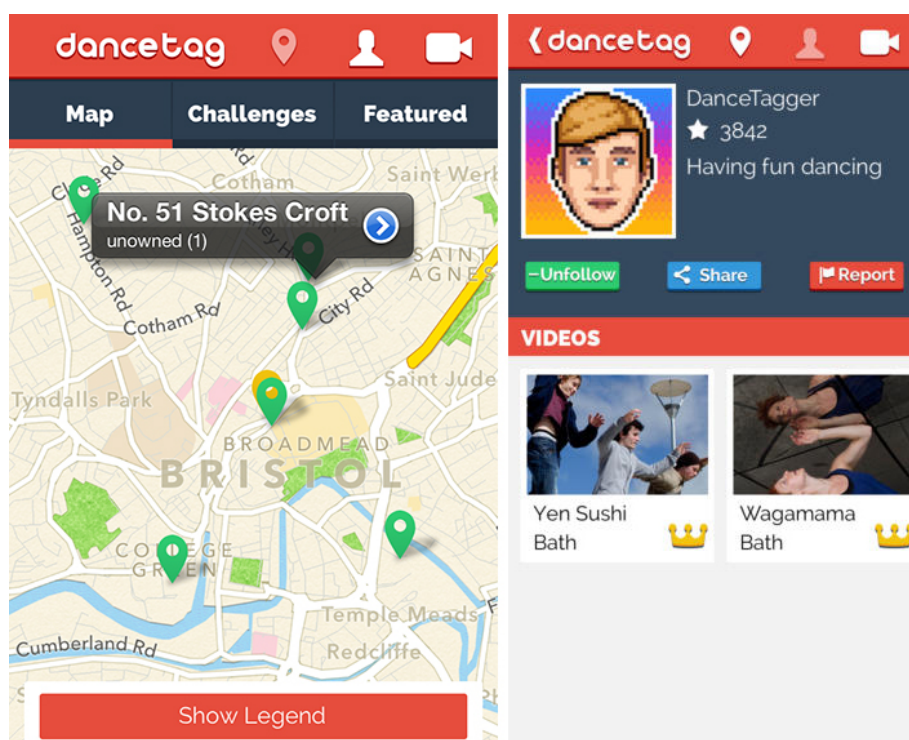 dancetag
Map
Challenges
Featured
Rd
Cotham
Saint Wer
No. 51 Stokes Croft
unowned (1)
Hampton Rd
SAINT
AGNES
City Rd
Cotham Rd
Saint Jude
Tyndalls Park
BROADMEAD
BRISTOL
COLLEGE
GREEN
Temple Meads
Cumberland Rd
Redcliffe
Show Legend
dancetag
DanceTagger
3842
Having fun dancing
Unfollow
Share
Report
VIDEOS
Yen Sushi
Bath
Wagamama
Bath